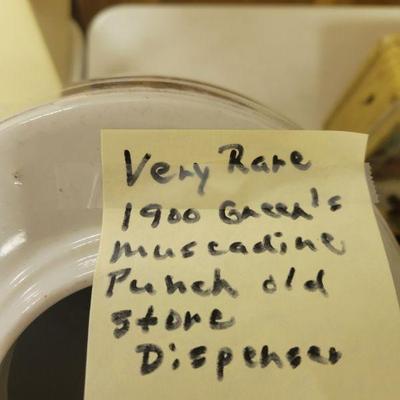 Very Rare
1900 Green's
muscadine
Punch old
store
Dispenser